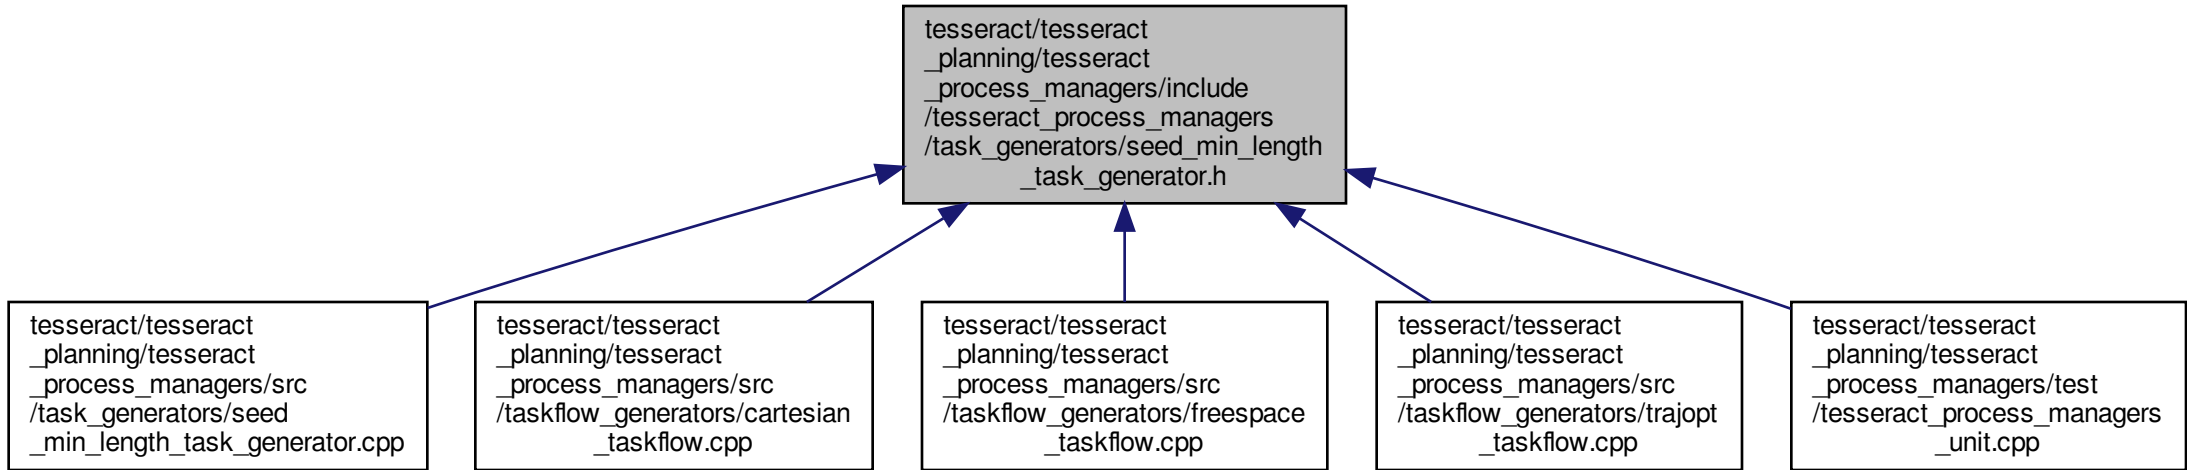 tesseract/tesseract
_planning/tesseract
_process_managers/include
/tesseract_process_managers
/task_generators/seed_min_length
_task_generator.h
tesseract/tesseract
_planning/tesseract
_process_managers/src
/task_generators/seed
_min_length_task_generator.cpp
tesseract/tesseract
_planning/tesseract
_process_managers/src
/taskflow_generators/cartesian
_taskflow.cpp
tesseract/tesseract
_planning/tesseract
_process_managers/src
/taskflow_generators/freespace
_taskflow.cpp
tesseract/tesseract
_planning/tesseract
_process_managers/src
/taskflow_generators/trajopt
_taskflow.cpp
tesseract/tesseract
_planning/tesseract
_process_managers/test
/tesseract_process_managers
_unit.cpp